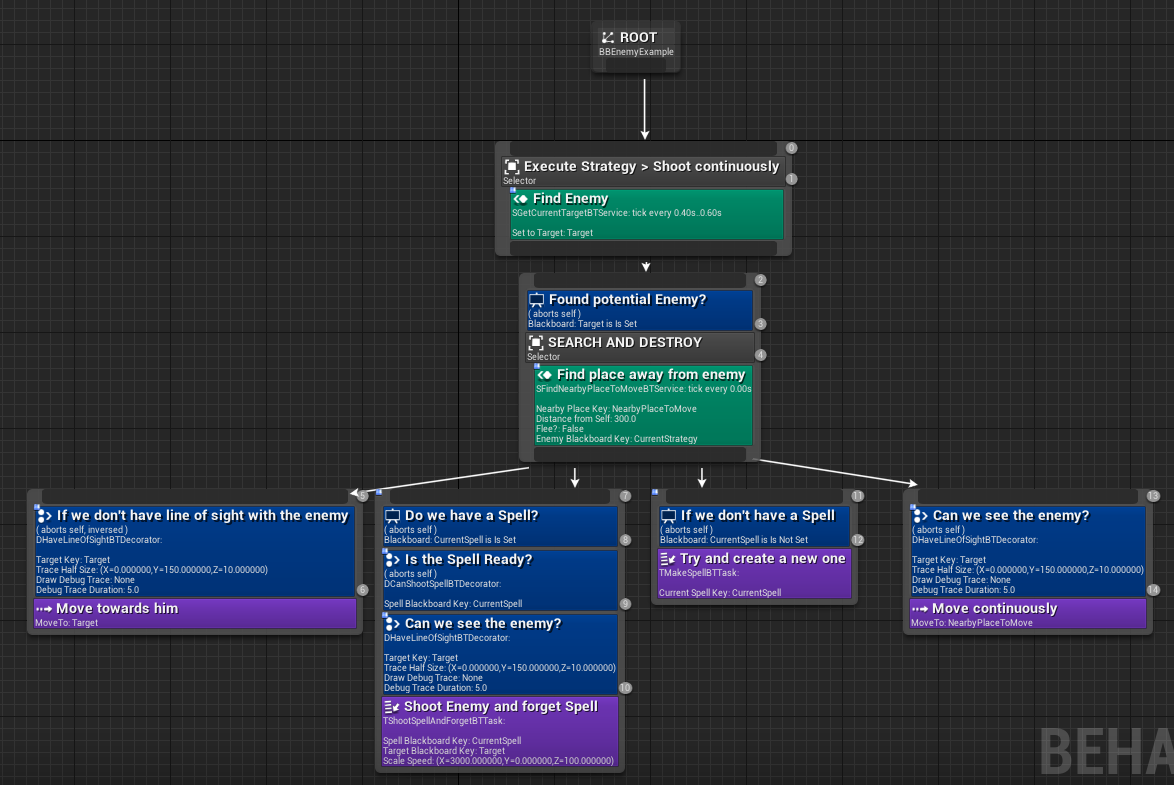 ROOT
BBEnemyExample
0
Execute Strategy > Shoot continuously
Selector
1
Find Enemy
SGetCurrentTargetBTService: tick every 0.40s..0.60s
Set to Target: Target
2
Found potential Enemy?
( aborts self )
Blackboard: Target is Is Set
3
SEARCH AND DESTROY
Selector
4
Find place away from enemy
SFindNearbyPlaceToMoveBTService: tick every 0.00s
Nearby Place Key: NearbyPlaceToMove
Distance from Self: 300.0
Flee?: False
Enemy Blackboard Key: CurrentStrategy
5
If we don't have line of sight with the enemy
( aborts self, inversed )
DHaveLineOfSightBTDecorator:
Target Key: Target
Trace Half Size: (X=0.000000,Y=150.000000,Z=10.000000)
Draw Debug Trace: None
Debug Trace Duration: 5.0
6
Move towards him
MoveTo: Target
7
Do we have a Spell?
( aborts self )
Blackboard: CurrentSpell is Is Set
8
Is the Spell Ready?
( aborts self )
DCanShootSpellBTDecorator:
Spell Blackboard Key: CurrentSpell
9
Can we see the enemy?
DHaveLineOfSightBTDecorator:
Target Key: Target
Trace Half Size: (X=0.000000,Y=150.000000,Z=10.000000)
Draw Debug Trace: None
Debug Trace Duration: 5.0
10
Shoot Enemy and forget Spell
TShootSpellAndForgetBTTask:
Spell Blackboard Key: CurrentSpell
Target Blackboard Key: Target
Scale Speed: (X=3000.000000,Y=0.000000,Z=100.000000)
11
If we don't have a Spell
( aborts self )
Blackboard: CurrentSpell is Is Not Set
12
Try and create a new one
TMakeSpellBTTask:
Current Spell Key: CurrentSpell
13
Can we see the enemy?
( aborts self )
DHaveLineOfSightBTDecorator:
Target Key: Target
Trace Half Size: (X=0.000000,Y=150.000000,Z=10.000000)
Draw Debug Trace: None
Debug Trace Duration: 5.0
14
Move continuously
MoveTo: NearbyPlaceToMove
BEHA